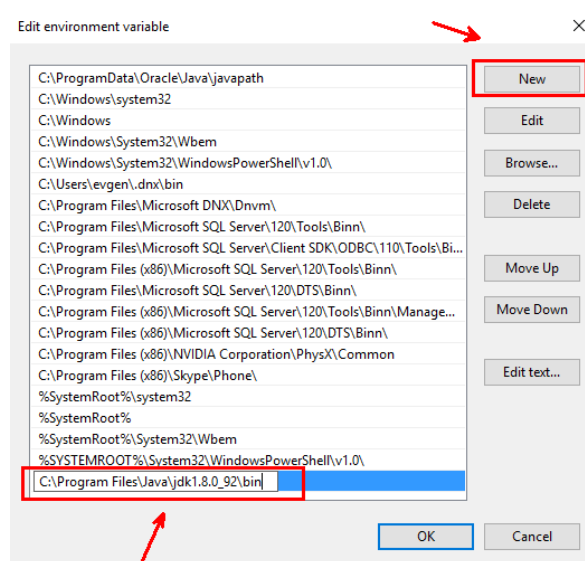 Edit environment variable
C:\ProgramData\Oracle\Java\javapath
C:\Windows\system32
C:\Windows
C:\Windows\System32\Wbem
C:\Windows\System32\WindowsPowerShell\v1.0\
C:\Users\evgen\.dnx\bin
C:\Program Files\Microsoft DNX\Dnvm\
C:\Program Files\Microsoft SQL Server\120\Tools\Binn\
C:\Program Files\Microsoft SQL Server\Client SDK\ODBC\110\Tools\Bi...
C:\Program Files (x86)\Microsoft SQL Server\120\Tools\Binn\
C:\Program Files\Microsoft SQL Server\120\DTS\Binn\
C:\Program Files (x86)\Microsoft SQL Server\120\Tools\Binn\Manage...
C:\Program Files (x86)\Microsoft SQL Server\120\DTS\Binn\
C:\Program Files (x86)\NVIDIA Corporation\PhysX\Common
C:\Program Files (x86)\Skype\Phone\
%SystemRoot%\system32
%SystemRoot%
%SystemRoot%\System32\Wbem
%SYSTEMROOT%\System32\WindowsPowerShell\v1.0\
C:\Program Files\Java\jdk1.8.0_92\bin
New
Edit
Browse...
Delete
Move Up
Move Down
Edit text...
OK
Cancel